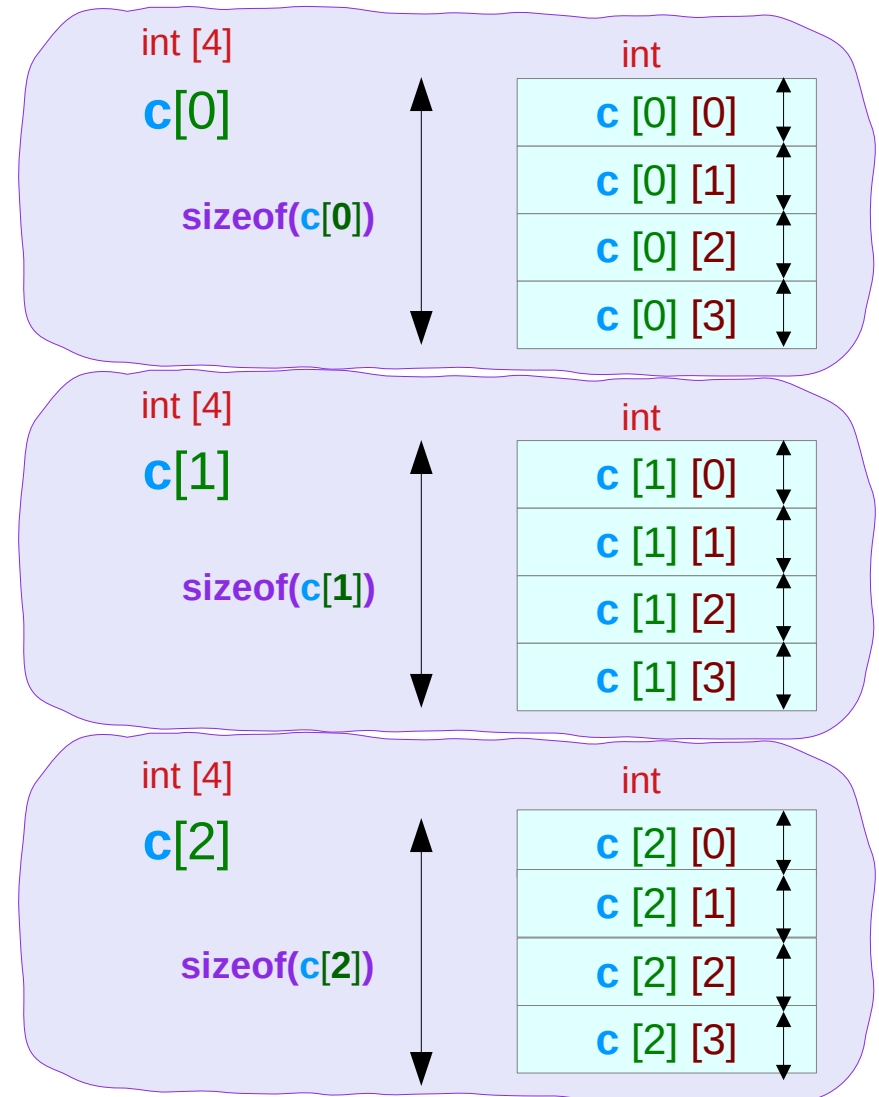 int [4]
int
c[0]
c [0] [0]
c [0] [1]
sizeof(c[0])
c [0] [2]
c [0] [3]
int [4]
int
c[1]
c [1] [0]
c [1] [1]
sizeof(c[1])
c [1] [2]
c [1] [3]
int [4]
int
c[2]
c [2] [0]
c [2] [1]
sizeof(c[2])
c [2] [2]
c [2] [3]